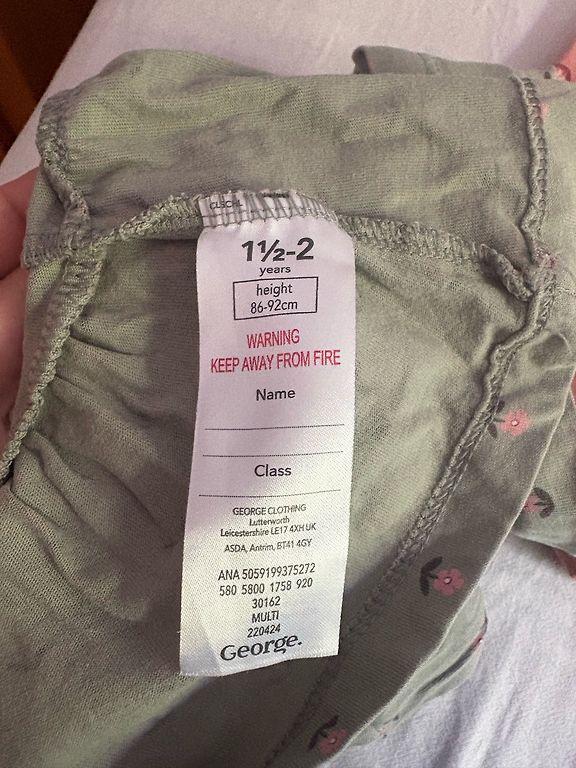 1½-2
years
height
86-92cm
WARNING
KEEP AWAY FROM FIRE
Name
Class
GEORGE CLOTHING
Lutterworth
Leicestershire LE17 4XH UK
ASDA, Antrim, BT41 4GY
ANA 5059199375272
580 5800 1758 920
30162
MULTI
220424
George.